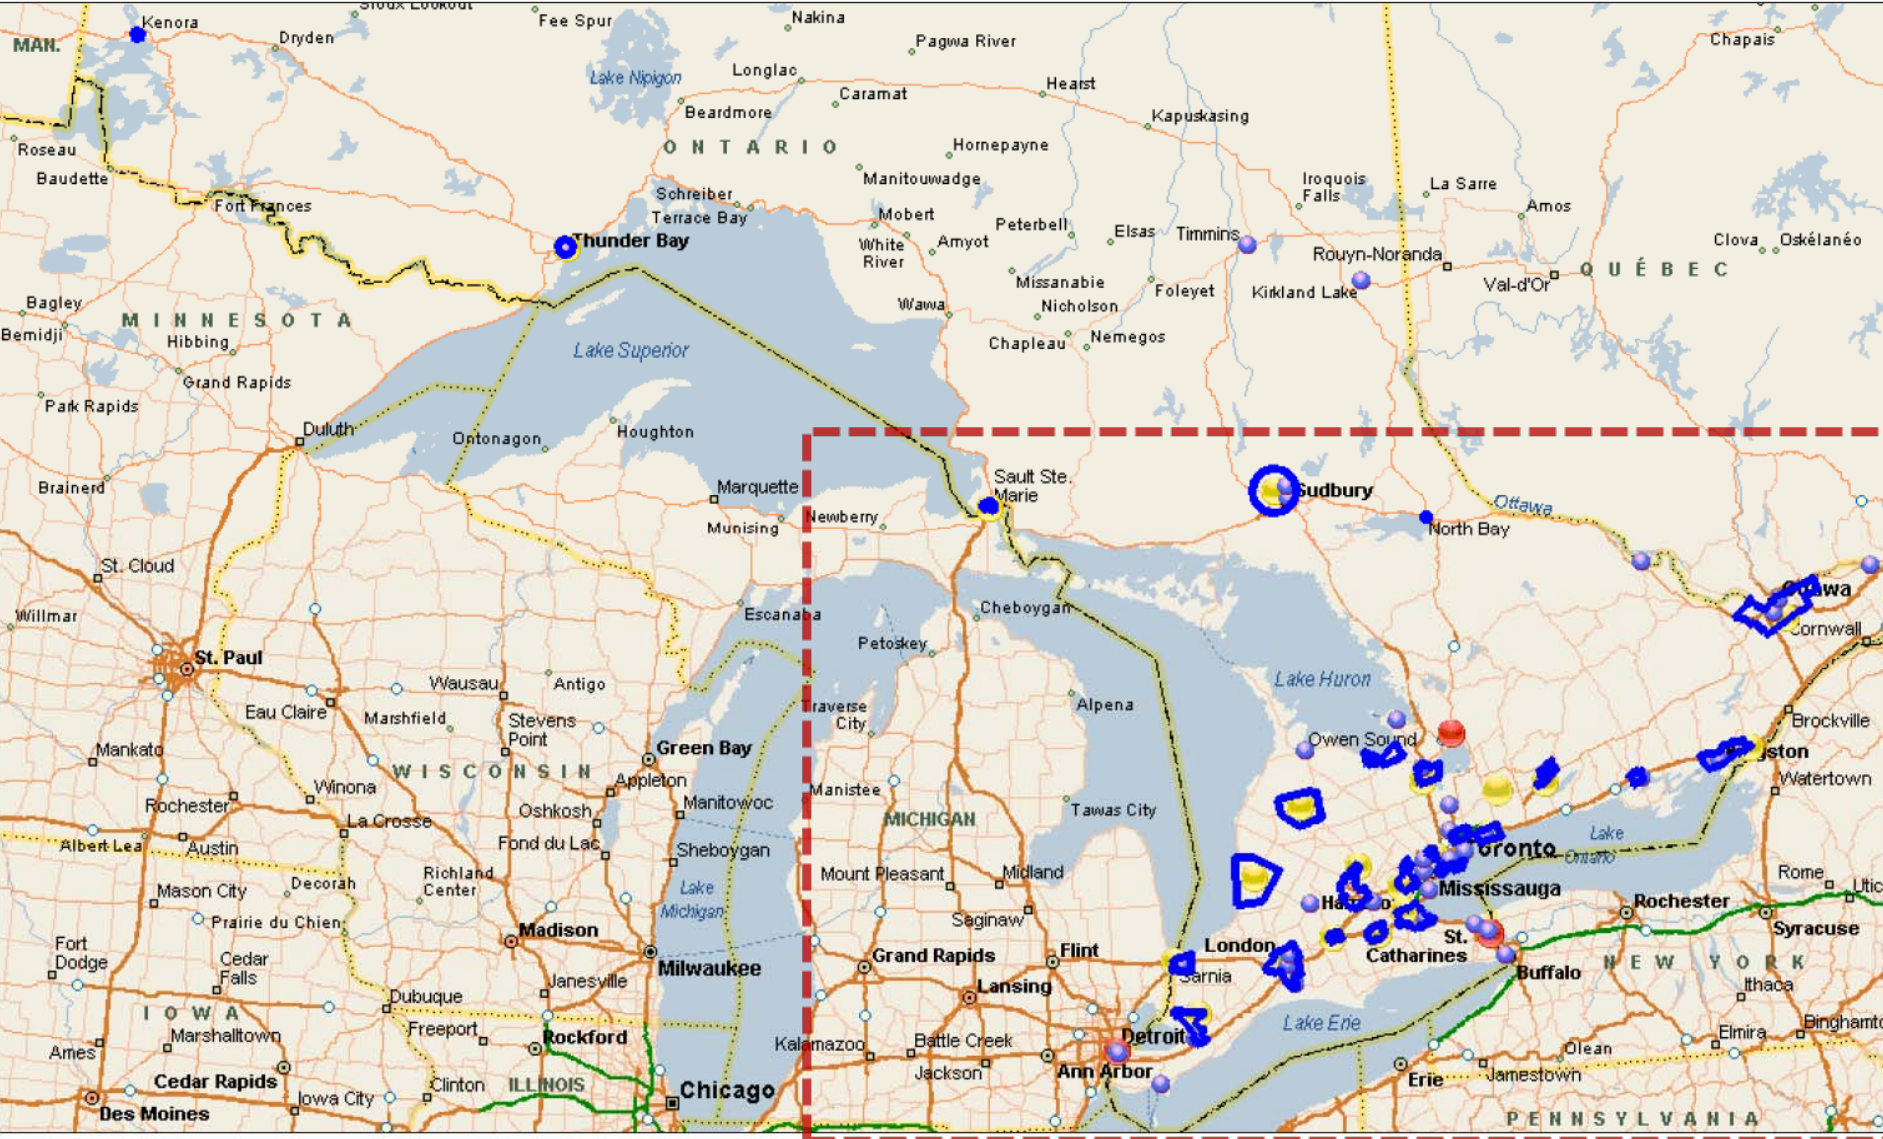 Kenora
Sioux Lookout
Fee Spur
Nakina
MAN.
Dryden
Pagwa River
Chapais
Longlac
Lake Nipigon
Hearst
Caramat
Beardmore
Kapuskasing
ONTARIO
Hornepayne
Roseau
Baudette
Manitouwadge
Iroquois
Falls
La Sarre
Schreiber
Fort Frances
Terrace Bay
Mobert
Amos
Peterbell
Elsas
Timmins
Thunder Bay
White
River
Amyot
Rouyn-Noranda
Clova
Oskélanéo
QUÉBEC
Missanabie
Foleyet
Kirkland Lake
Val-d'Or
Bagley
Wawa
Nicholson
MINNESOTA
Bemidji
Hibbing
Chapleau
Nemegos
Lake Superior
Grand Rapids
Park Rapids
Duluth
Ontonagon
Houghton
Brainerd
Marquette
Sault Ste.
Marie
Sudbury
Ottawa
Munising
Newberry
North Bay
St. Cloud
Willmar
Escanaba
Cheboygan
Cornwall
Petoskey
St. Paul
Wausau
Antigo
Lake Huron
Eau Claire
Marshfield
Stevens
Point
Traverse
City
Alpena
Brockville
Mankato
Green Bay
Owen Sound
WISCONSIN
Appleton
Watertown
Winona
Manistee
Rochester
Oshkosh
Manitowoc
MICHIGAN
Tawas City
La Crosse
Lake
Ontario
Albert Lea
Austin
Fond du Lac
Sheboygan
Toronto
Richland
Center
Mount Pleasant
Midland
Rome
Mason City
Decorah
Lake
Michigan
Mississauga
Prairie du Chien
Saginaw
Rochester
Madison
Syracuse
Fort
Dodge
Cedar
Falls
Milwaukee
Grand Rapids
Flint
London
St.
Catharines
Buffalo
NEW YORK
Janesville
Lansing
Sarnia
Ithaca
Dubuque
IOWA
Marshalltown
Freeport
Rockford
Kalamazoo
Battle Creek
Detroit
Lake Erie
Elmira
Binghamto
Ames
Jackson
Ann Arbor
Olean
Cedar Rapids
Clinton
ILLINOIS
Chicago
Erie
Jamestown
Iowa City
Des Moines
PENNSYLVANIA